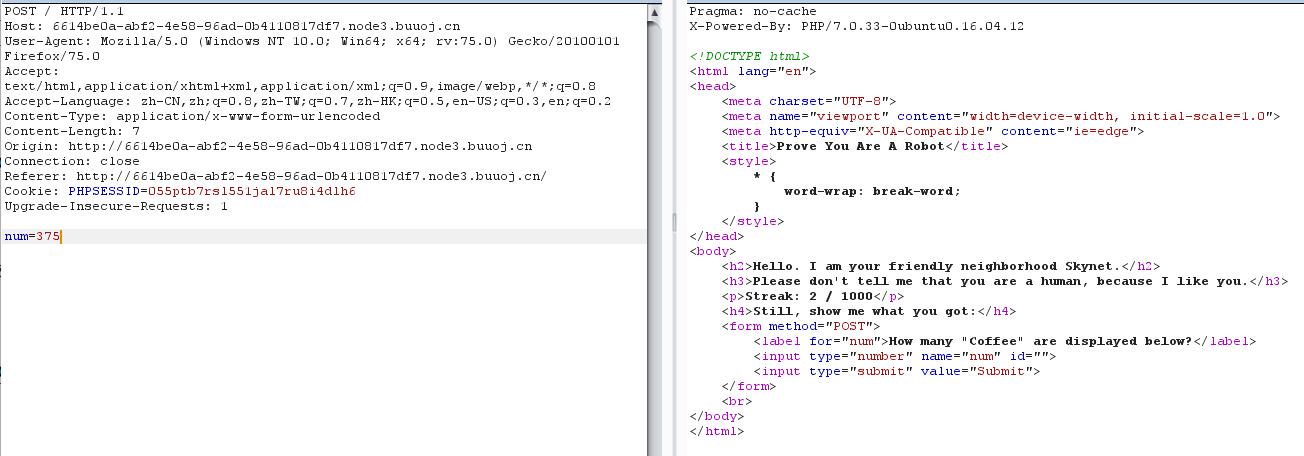 POST / HTTP/1.1
Host: 6614be0a-abf2-4e58-96ad-0b4110817df7.node3.buuoj.cn
User-Agent: Mozilla/5.0 (Windows NT 10.0; Win64; x64; rv:75.0) Gecko/20100101
Firefox/75.0
Accept:
text/html,application/xhtml+xml,application/xml;q=0.9,image/webp,*/*;q=0.8
Accept-Language: zh-CN,zh;q=0.8,zh-TW;q=0.7,zh-HK;q=0.5,en-US;q=0.3,en;q=0.2
Content-Type: application/x-www-form-urlencoded
Content-Length: 7
Origin: http://6614be0a-abf2-4e58-96ad-0b4110817df7.node3.buuoj.cn
Connection: close
Referer: http://6614be0a-abf2-4e58-96ad-0b4110817df7.node3.buuoj.cn/
Cookie: PHPSESSID=055ptb7rsl551jal7ru8i4dlh6
Upgrade-Insecure-Requests: 1
num=375
Pragma: no-cache
X-Powered-By: PHP/7.0.33-0ubuntu0.16.04.12
<!DOCTYPE html>
<html lang="en">
<head>
<meta charset="UTF-8">
<meta name="viewport" content="width=device-width, initial-scale=1.0">
<meta http-equiv="X-UA-Compatible" content="ie=edge">
<title>Prove You Are A Robot</title>
<style>
* {
word-wrap: break-word;
}
</style>
</head>
<body>
<h2>Hello. I am your friendly neighborhood Skynet.</h2>
<h3>Please don't tell me that you are a human, because I like you.</h3>
<p>Streak: 2 / 1000</p>
<h4>Still, show me what you got:</h4>
<form method="POST">
<label for="num">How many "Coffee" are displayed below?</label>
<input type="number" name="num" id="">
<input type="submit" value="Submit">
</form>
<br>
</body>
</html>